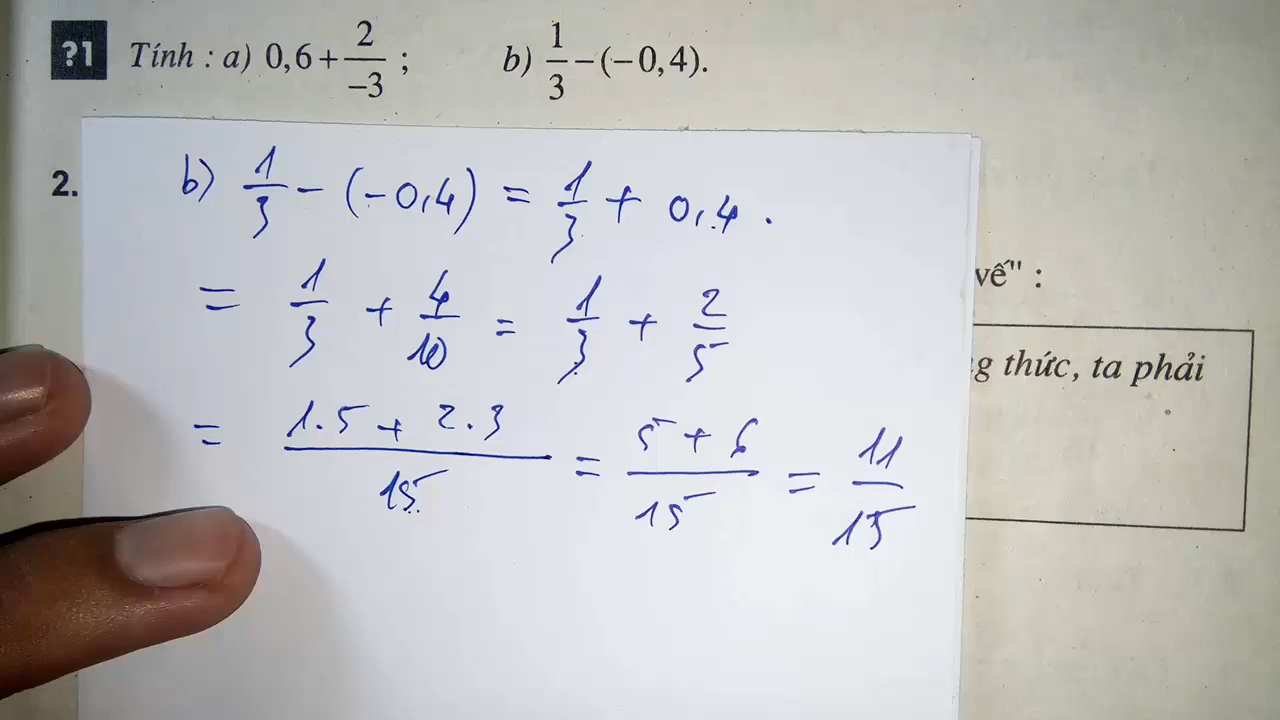 ?1 Tính : a) 0,6 + 2/-3 ; b) 1/3 - (-0,4).
2.
b) 1/3 - (-0,4) = 1/3 + 0,4.
= 1/3 + 4/10 = 1/3 + 2/5
= 1.5 + 2.3/15 = 5 + 6/15 = 11/15
vế" :
g thức, ta phải